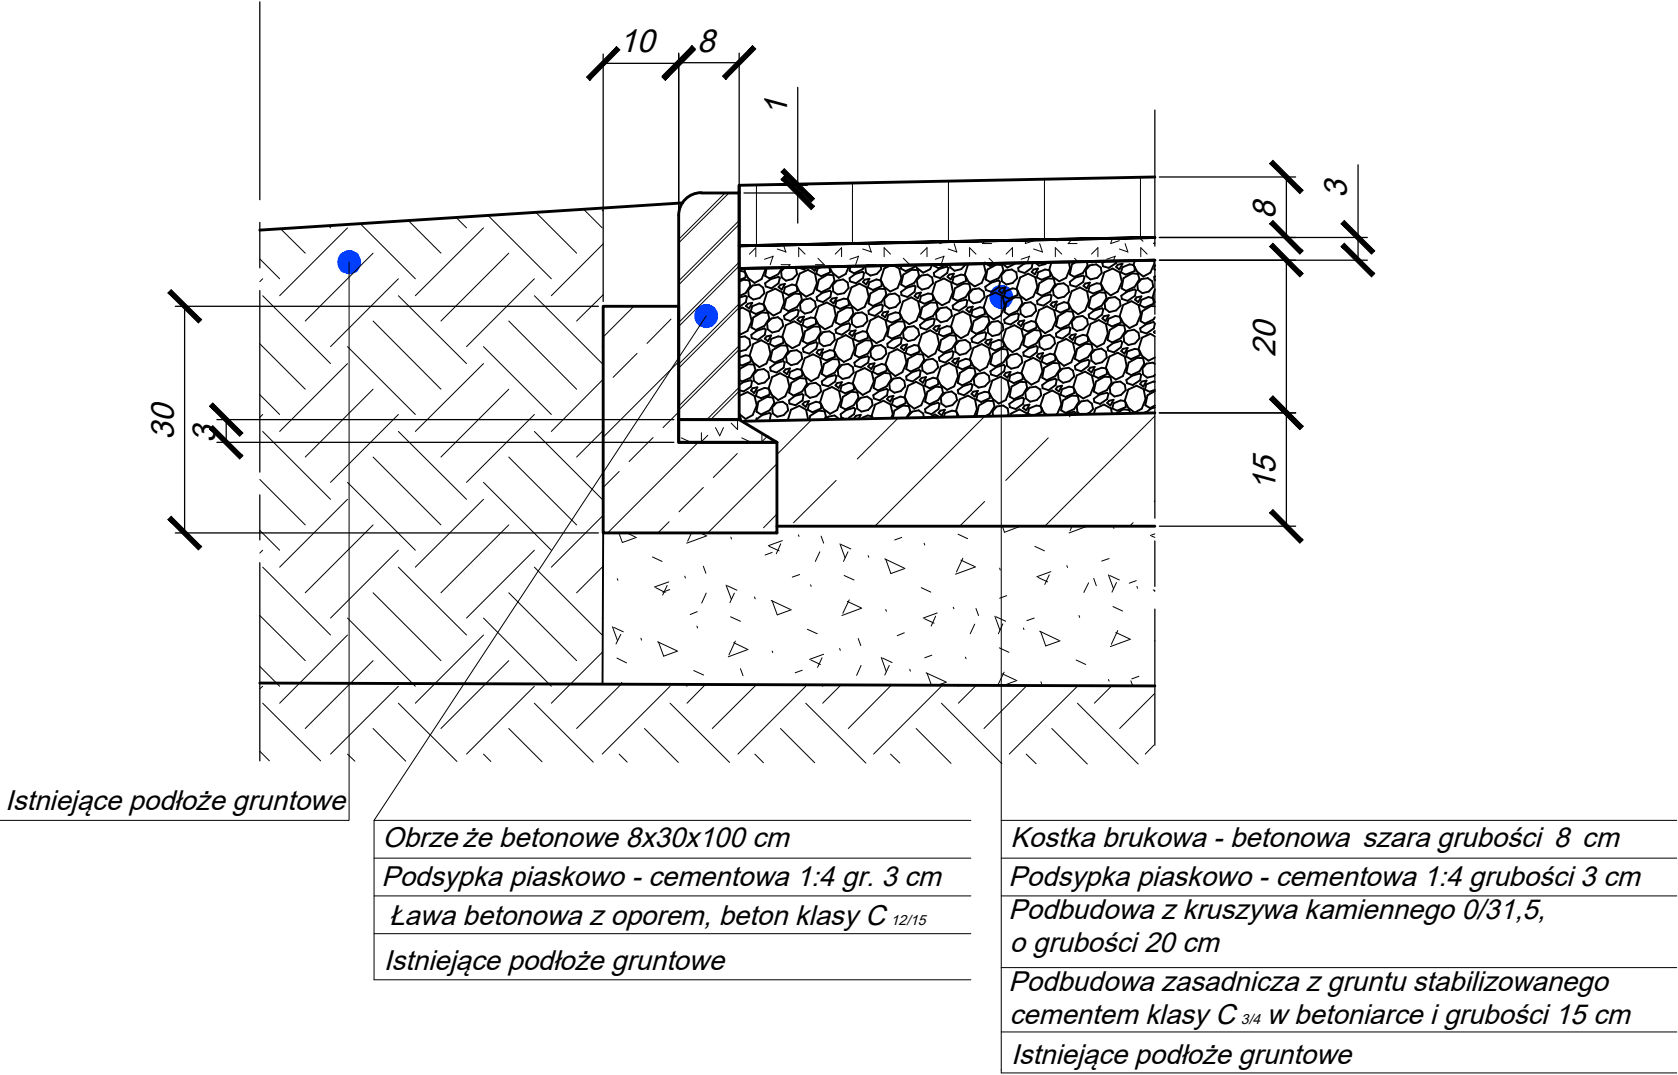 10
8
1
3
8
20
15
30
3
Istniejące podłoże gruntowe
Obrzeże betonowe 8x30x100 cm
Podsypka piaskowo - cementowa 1:4 gr. 3 cm
Ława betonowa z oporem, beton klasy C 12/15
Istniejące podłoże gruntowe
Kostka brukowa - betonowa szara grubości 8 cm
Podsypka piaskowo - cementowa 1:4 grubości 3 cm
Podbudowa z kruszywa kamiennego 0/31,5,
o grubości 20 cm
Podbudowa zasadnicza z gruntu stabilizowanego
cementem klasy C 3/4 w betoniarce i grubości 15 cm
Istniejące podłoże gruntowe